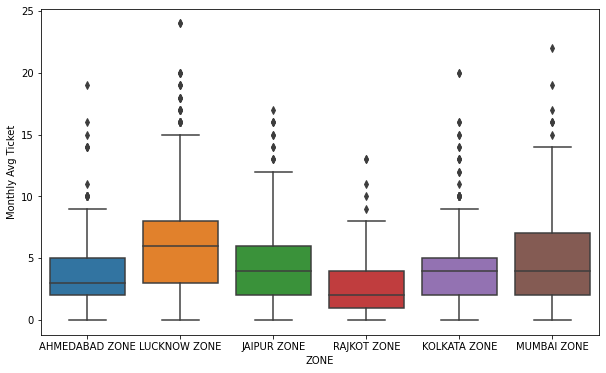 Monthly Avg Ticket
25
20
15
10
5
0
AHMEDABAD ZONE LUCKNOW ZONE JAIPUR ZONE RAJKOT ZONE KOLKATA ZONE MUMBAI ZONE
ZONE